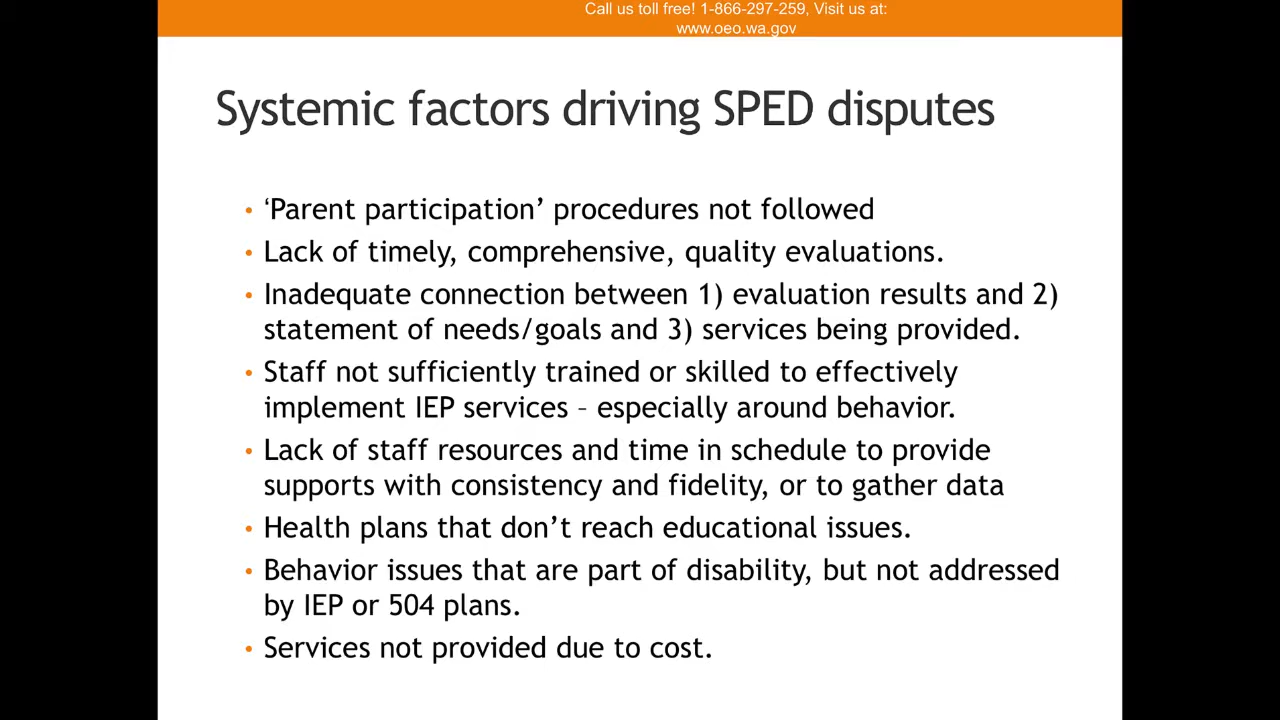 Call us toll free! 1-866-297-259, Visit us at:
www.oeo.wa.gov
Systemic factors driving SPED disputes
• ‘Parent participation’ procedures not followed
• Lack of timely, comprehensive, quality evaluations.
• Inadequate connection between 1) evaluation results and 2)
statement of needs/goals and 3) services being provided.
• Staff not sufficiently trained or skilled to effectively
implement IEP services – especially around behavior.
• Lack of staff resources and time in schedule to provide
supports with consistency and fidelity, or to gather data
• Health plans that don’t reach educational issues.
• Behavior issues that are part of disability, but not addressed
by IEP or 504 plans.
• Services not provided due to cost.